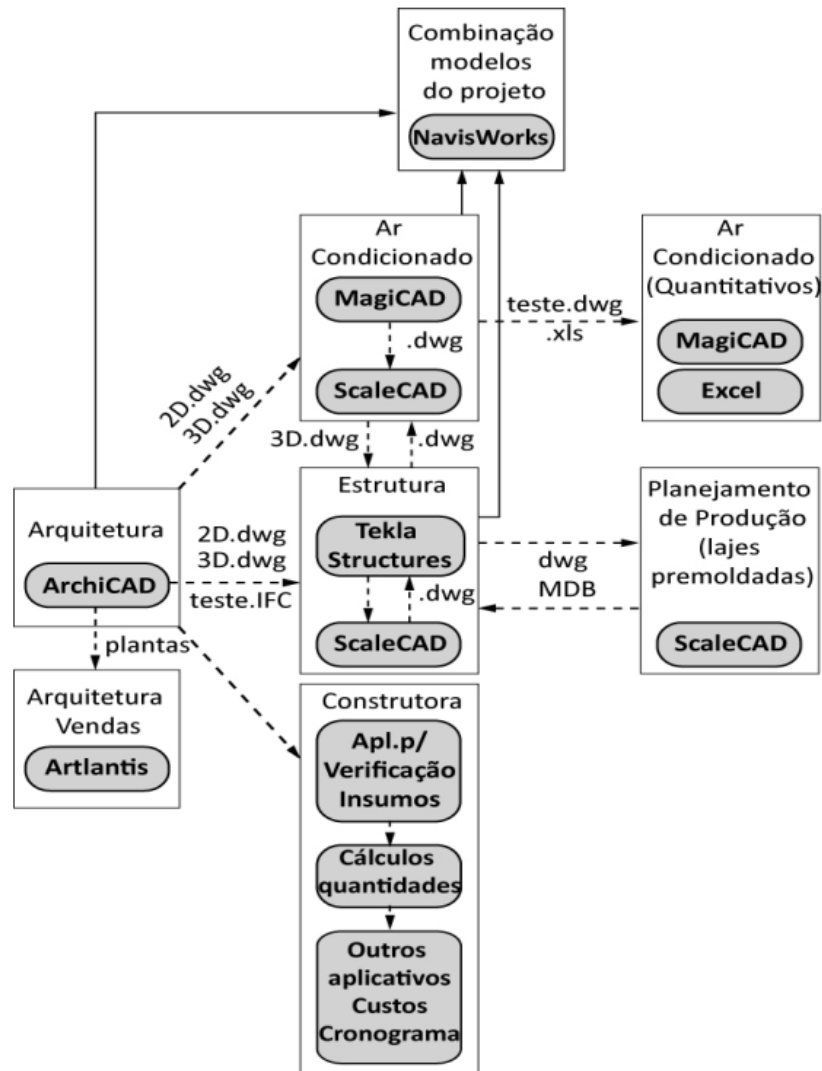 Combinação
modelos
do projeto
NavisWorks
Ar
Condicionado
MagiCAD
.dwg
ScaleCAD
teste.dwg
.xls
Ar
Condicionado
(Quantitativos)
MagiCAD
Excel
2D.dwg
3D.dwg
3D.dwg
.dwg
Arquitetura
ArchiCAD
2D.dwg
3D.dwg
teste.IFC
Estrutura
Tekla
Structures
.dwg
ScaleCAD
dwg
MDB
Planejamento
de Produção
(lajes
premoldadas)
ScaleCAD
plantas
Arquitetura
Vendas
Artlantis
Construtora
Apl.p/
Verificação
Insumos
Cálculos
quantidades
Outros
aplicativos
Custos
Cronograma